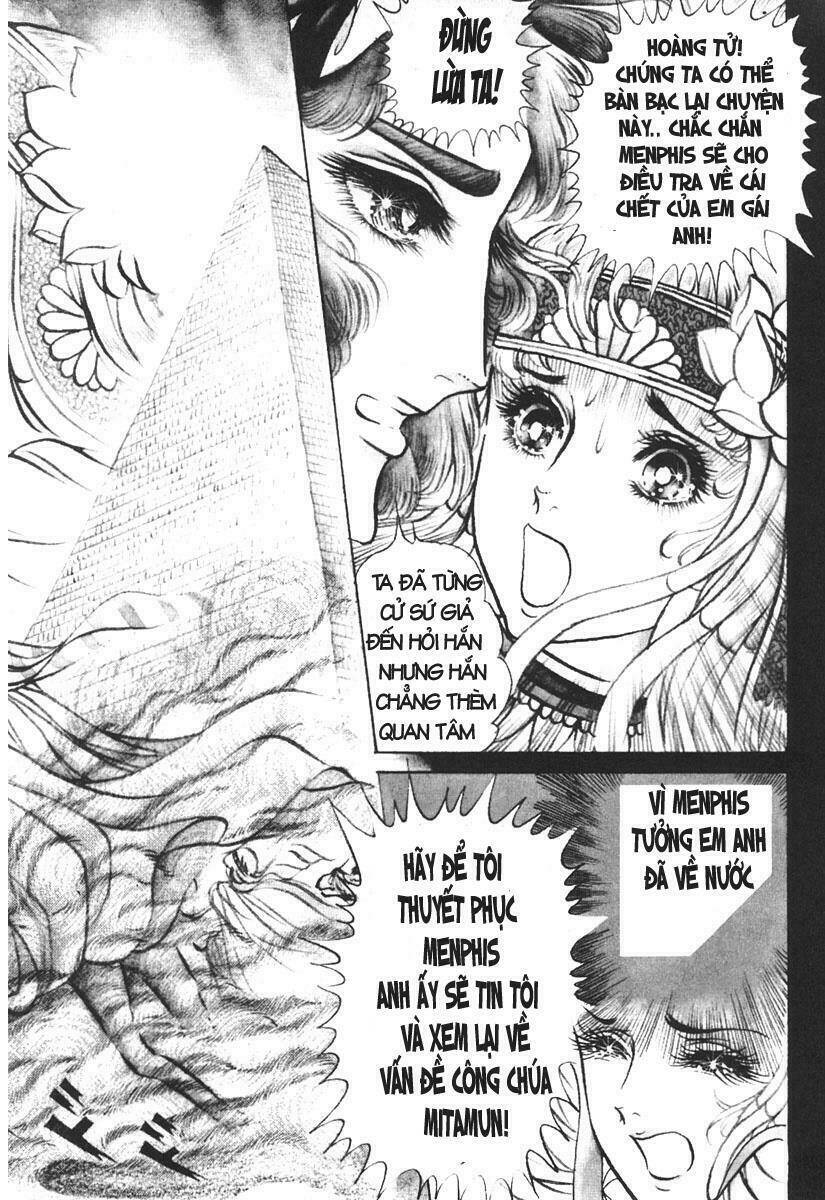 HOÀNG TỬ!
CHÚNG TA CÓ THỂ
BÀN BẠC LẠI CHUYỆN
NÀY.. CHẮC CHẮN
MENPHIS SẼ CHO
ĐIỀU TRA VỀ CÁI
CHẾT CỦA EM GÁI
ANH!
ĐỪNG
LỪA TA!
TA ĐÃ TỪNG
CỬ SỨ GIẢ
ĐẾN HỎI HẮN
NHƯNG HẮN
CHẲNG THÈM
QUAN TÂM
VÌ MENPHIS
TƯỞNG EM ANH
ĐÃ VỀ NƯỚC
HÃY ĐỂ TÔI
THUYẾT PHỤC
MENPHIS
ANH ẤY SẼ TIN TÔI
VÀ XEM LẠI VỀ
VẤN ĐỀ CÔNG CHÚA
MITAMUN!
ドド